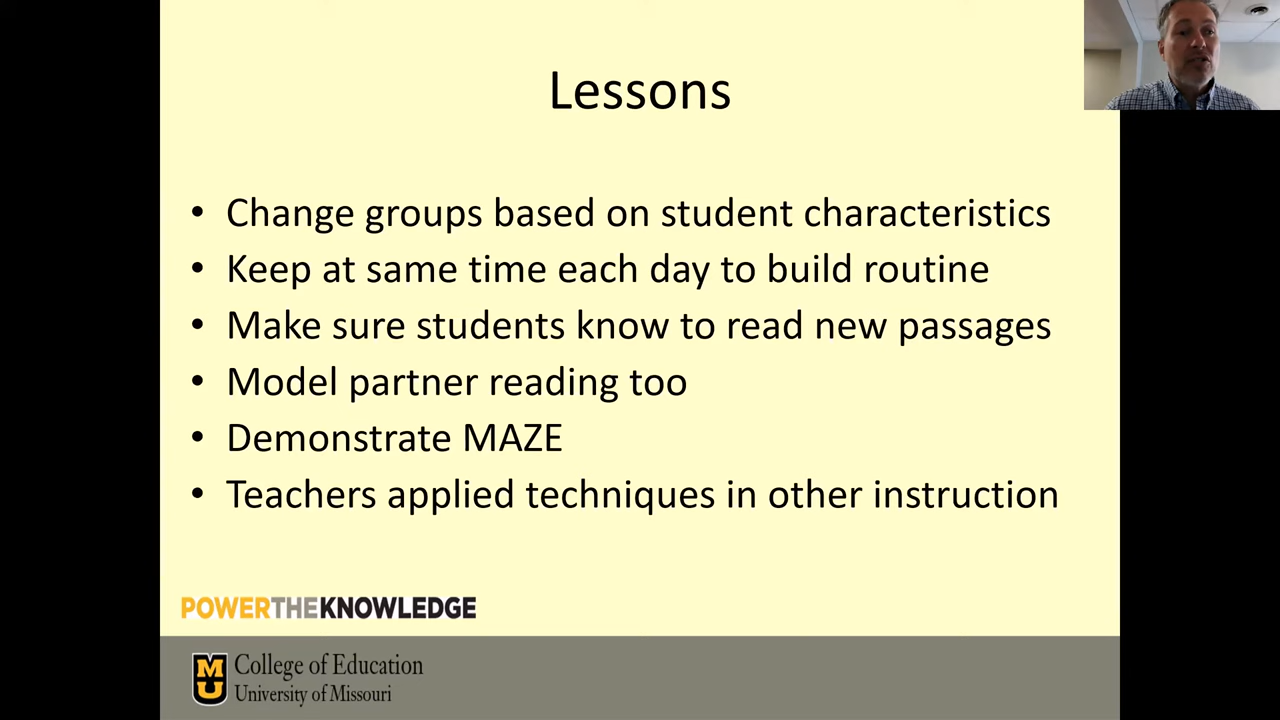 Lessons
• Change groups based on student characteristics
• Keep at same time each day to build routine
• Make sure students know to read new passages
• Model partner reading too
• Demonstrate MAZE
• Teachers applied techniques in other instruction
POWERTHEKNOWLEDGE
MU
College of Education
University of Missouri